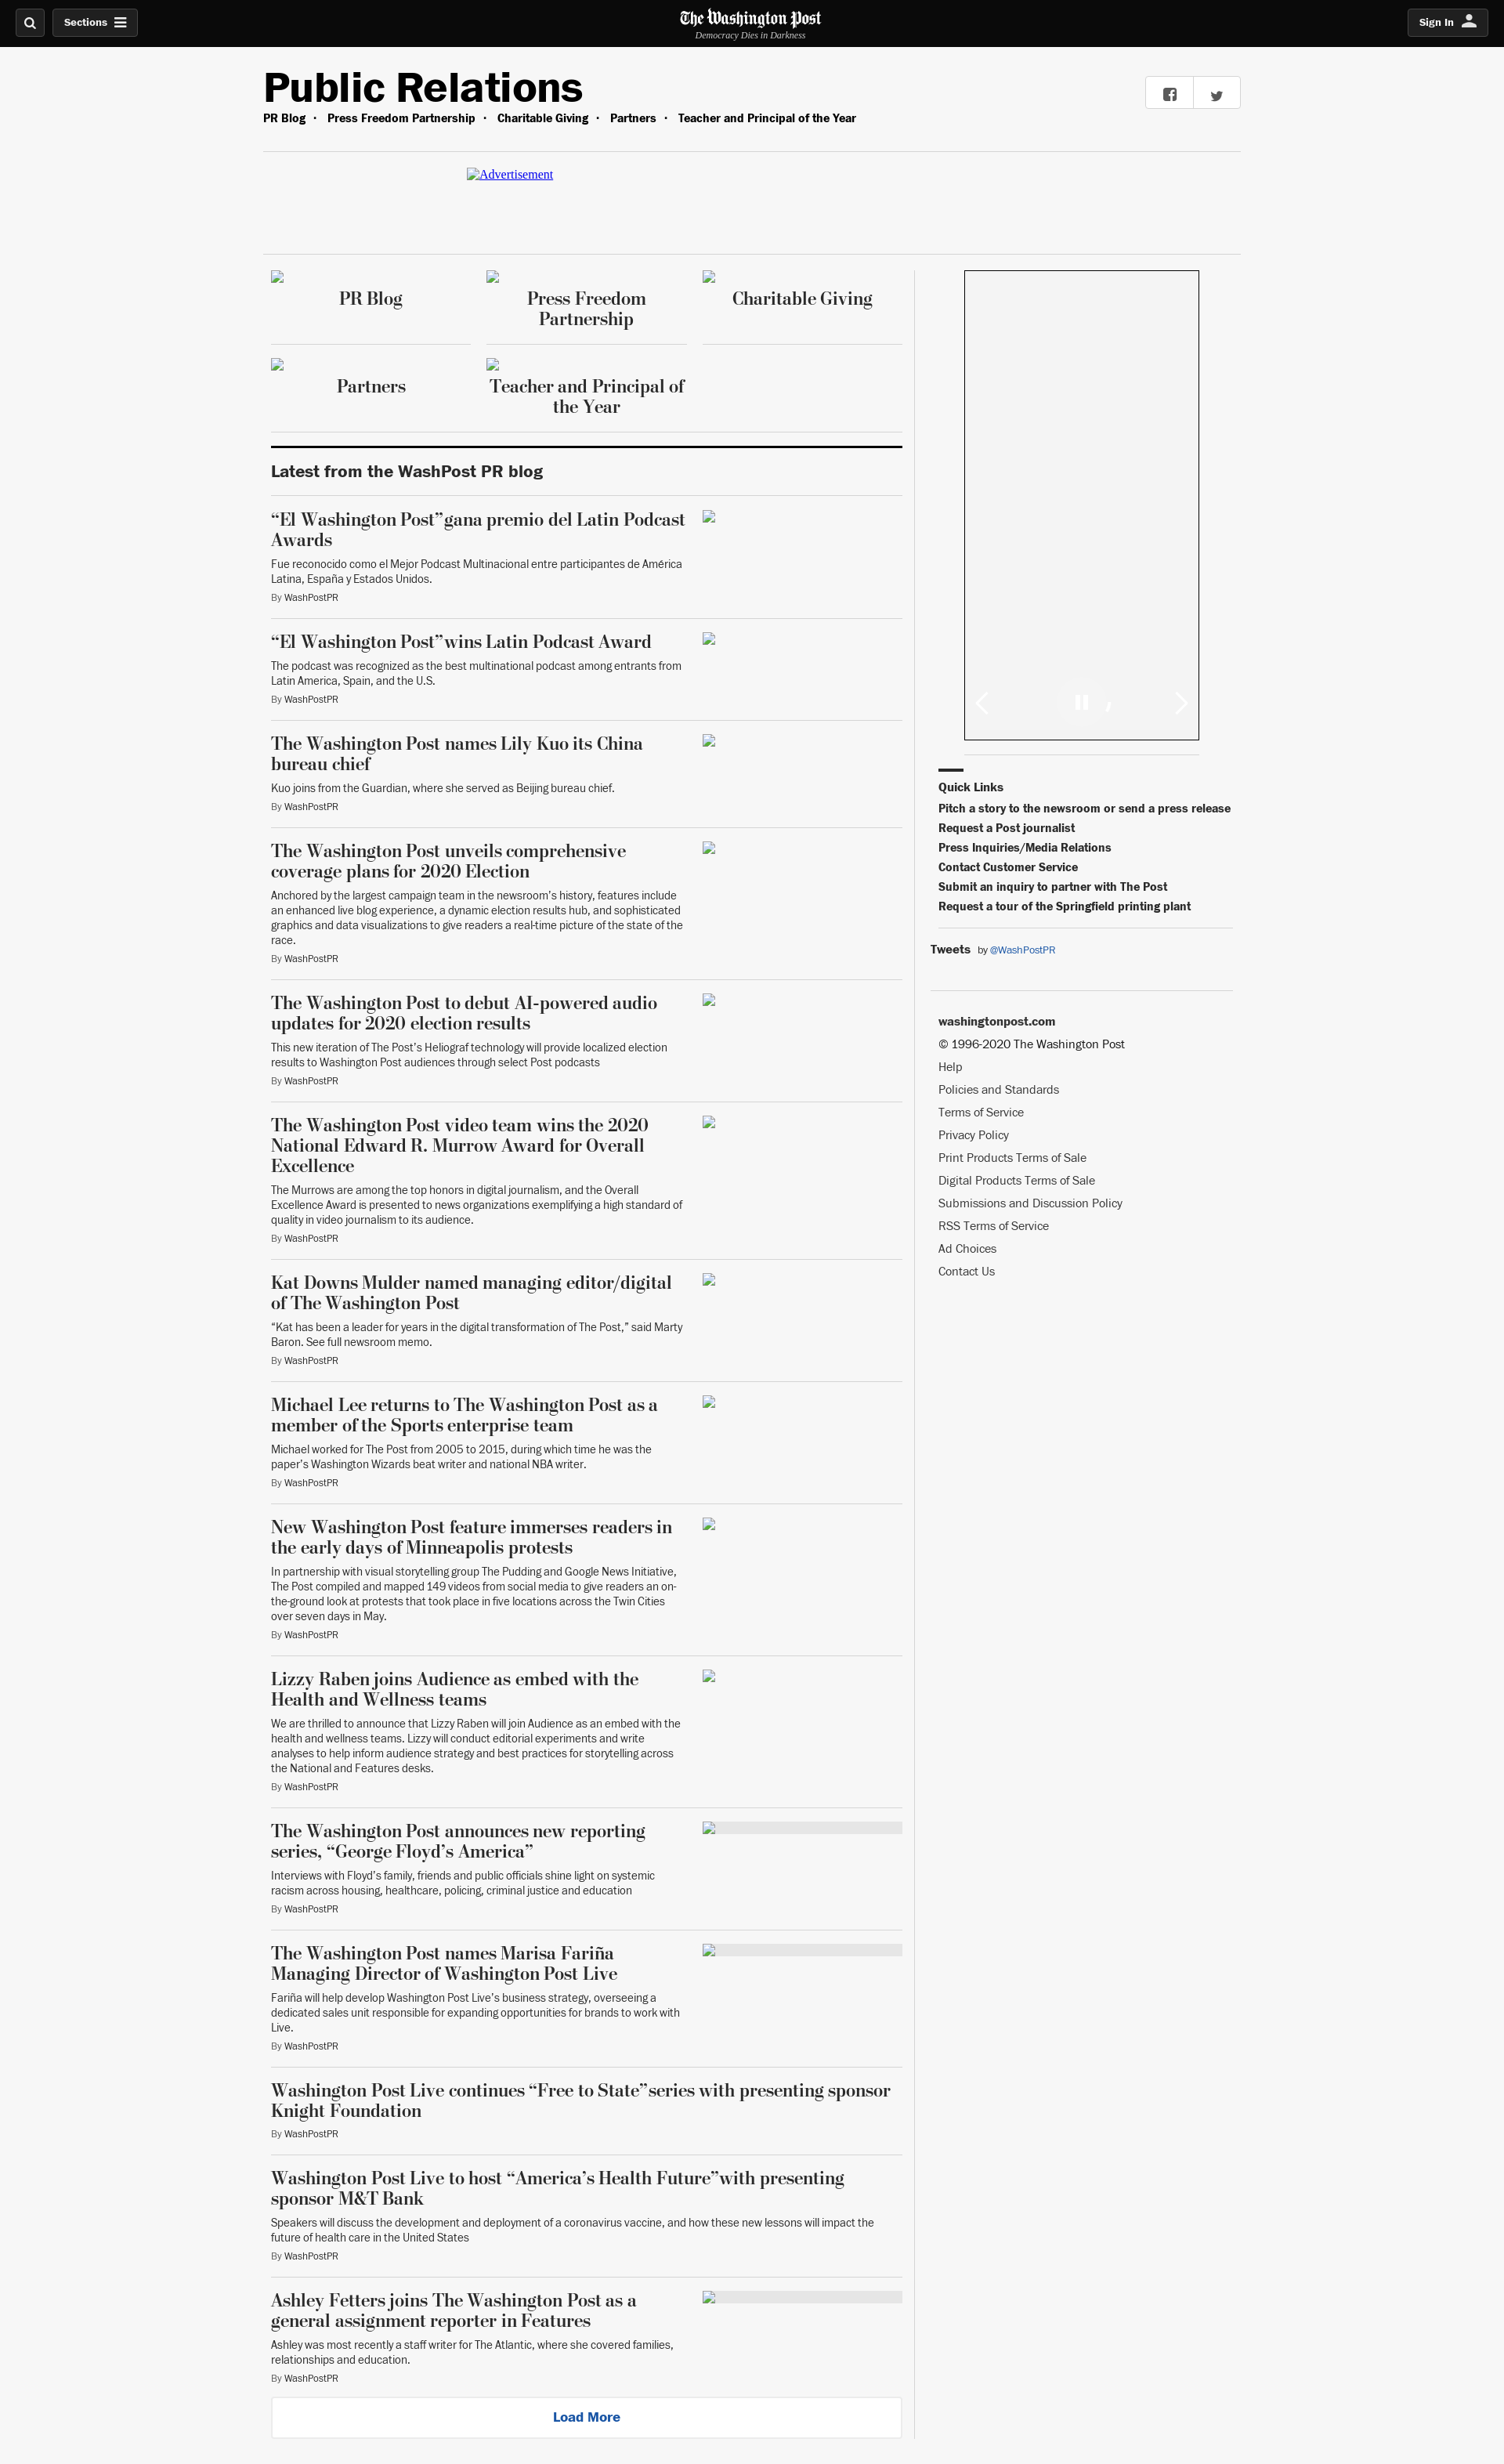 Sections
The Washington Post
Democracy Dies in Darkness
Sign In
Public Relations
PR Blog • Press Freedom Partnership • Charitable Giving • Partners • Teacher and Principal of the Year
Advertisement
PR Blog
Press Freedom
Partnership
Charitable Giving
Partners
Teacher and Principal of
the Year
Latest from the WashPost PR blog
“El Washington Post” gana premio del Latin Podcast
Awards
Fue reconocido como el Mejor Podcast Multinacional entre participantes de América
Latina, España y Estados Unidos.
By WashPostPR
“El Washington Post” wins Latin Podcast Award
The podcast was recognized as the best multinational podcast among entrants from
Latin America, Spain, and the U.S.
By WashPostPR
The Washington Post names Lily Kuo its China
bureau chief
Kuo joins from the Guardian, where she served as Beijing bureau chief.
By WashPostPR
The Washington Post unveils comprehensive
coverage plans for 2020 Election
Anchored by the largest campaign team in the newsroom’s history, features include
an enhanced live blog experience, a dynamic election results hub, and sophisticated
graphics and data visualizations to give readers a real-time picture of the state of the
race.
By WashPostPR
The Washington Post to debut AI-powered audio
updates for 2020 election results
This new iteration of The Post’s Heliograf technology will provide localized election
results to Washington Post audiences through select Post podcasts
By WashPostPR
The Washington Post video team wins the 2020
National Edward R. Murrow Award for Overall
Excellence
The Murrows are among the top honors in digital journalism, and the Overall
Excellence Award is presented to news organizations exemplifying a high standard of
quality in video journalism to its audience.
By WashPostPR
Kat Downs Mulder named managing editor/digital
of The Washington Post
“Kat has been a leader for years in the digital transformation of The Post,” said Marty
Baron. See full newsroom memo.
By WashPostPR
Michael Lee returns to The Washington Post as a
member of the Sports enterprise team
Michael worked for The Post from 2005 to 2015, during which time he was the
paper’s Washington Wizards beat writer and national NBA writer.
By WashPostPR
New Washington Post feature immerses readers in
the early days of Minneapolis protests
In partnership with visual storytelling group The Pudding and Google News Initiative,
The Post compiled and mapped 149 videos from social media to give readers an on-
the-ground look at protests that took place in five locations across the Twin Cities
over seven days in May.
By WashPostPR
Lizzy Raben joins Audience as embed with the
Health and Wellness teams
We are thrilled to announce that Lizzy Raben will join Audience as an embed with the
health and wellness teams. Lizzy will conduct editorial experiments and write
analyses to help inform audience strategy and best practices for storytelling across
the National and Features desks.
By WashPostPR
The Washington Post announces new reporting
series, “George Floyd’s America”
Interviews with Floyd’s family, friends and public officials shine light on systemic
racism across housing, healthcare, policing, criminal justice and education
By WashPostPR
The Washington Post names Marisa Fariña
Managing Director of Washington Post Live
Fariña will help develop Washington Post Live’s business strategy, overseeing a
dedicated sales unit responsible for expanding opportunities for brands to work with
Live.
By WashPostPR
Washington Post Live continues “Free to State” series with presenting sponsor
Knight Foundation
By WashPostPR
Washington Post Live to host “America’s Health Future” with presenting
sponsor M&T Bank
Speakers will discuss the development and deployment of a coronavirus vaccine, and how these new lessons will impact the
future of health care in the United States
By WashPostPR
Ashley Fetters joins The Washington Post as a
general assignment reporter in Features
Ashley was most recently a staff writer for The Atlantic, where she covered families,
relationships and education.
By WashPostPR
Load More
Quick Links
Pitch a story to the newsroom or send a press release
Request a Post journalist
Press Inquiries/Media Relations
Contact Customer Service
Submit an inquiry to partner with The Post
Request a tour of the Springfield printing plant
Tweets by @WashPostPR
washingtonpost.com
© 1996-2020 The Washington Post
Help
Policies and Standards
Terms of Service
Privacy Policy
Print Products Terms of Sale
Digital Products Terms of Sale
Submissions and Discussion Policy
RSS Terms of Service
Ad Choices
Contact Us